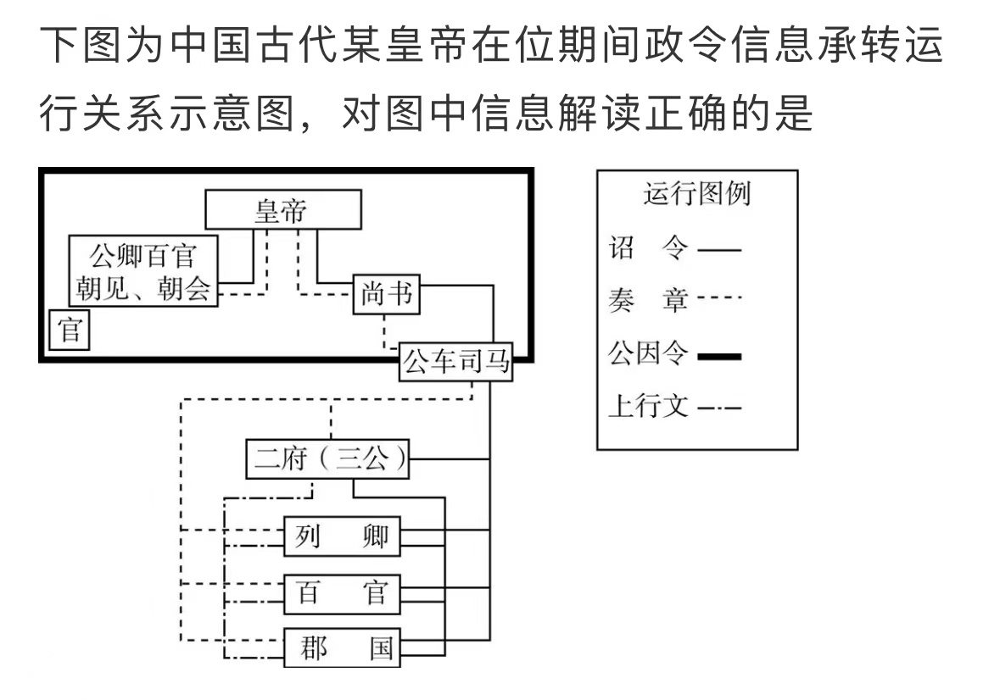 下图为中国古代某皇帝在位期间政令信息承转运
行关系示意图，对图中信息解读正确的是
皇帝
公卿百官
朝见、朝会
尚书
官
公车司马
二府（三公）
列 卿
百 官
郡 国
运行图例
诏 令
奏 章
公因令
上行文